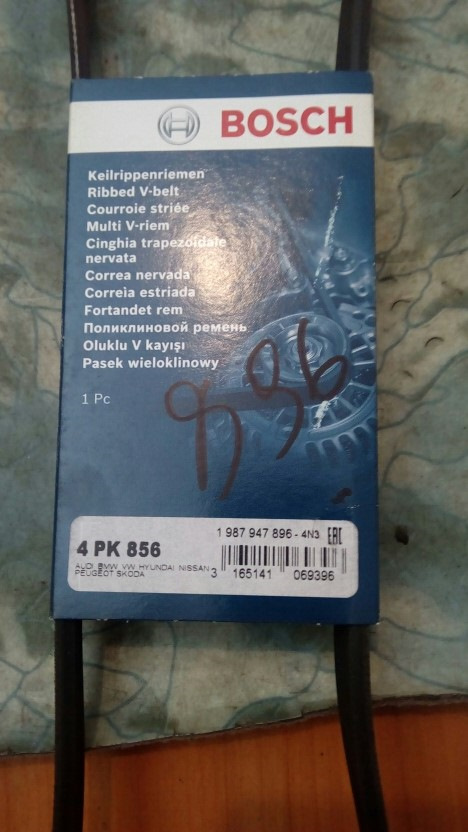 BOSCH
Keilrippenriemen
Ribbed V-belt
Courroie striée
Multi V-riem
Cinghia trapezoidale
nervata
Correa nervada
Correia estriada
Fortandet rem
Поликлиновой ремень
Oluklu V kayışı
Pasek wieloklinowy
1 Pc
1 987 947 896 - 4N3 EAC
4 PK 856
AUDI BMW VW HYUNDAI NISSAN
PEUGEOT SKODA
3 165141 069396